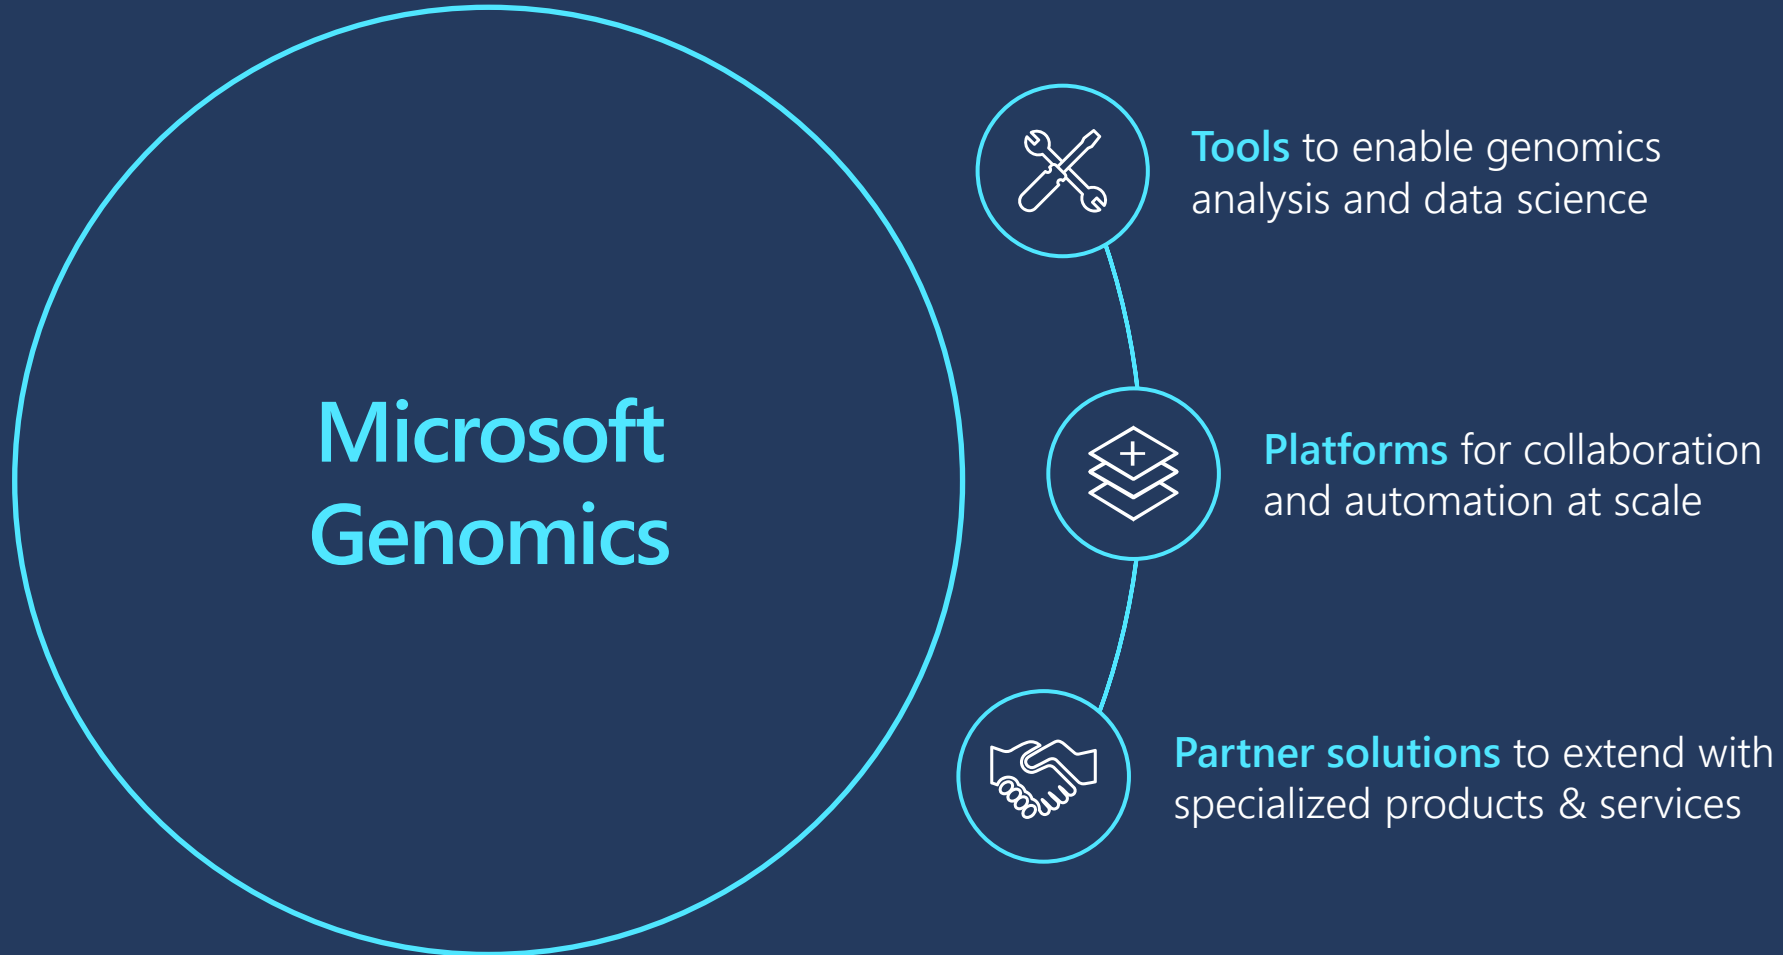 Microsoft
Genomics
Tools to enable genomics
analysis and data science
Platforms for collaboration
and automation at scale
Partner solutions to extend with
specialized products & services